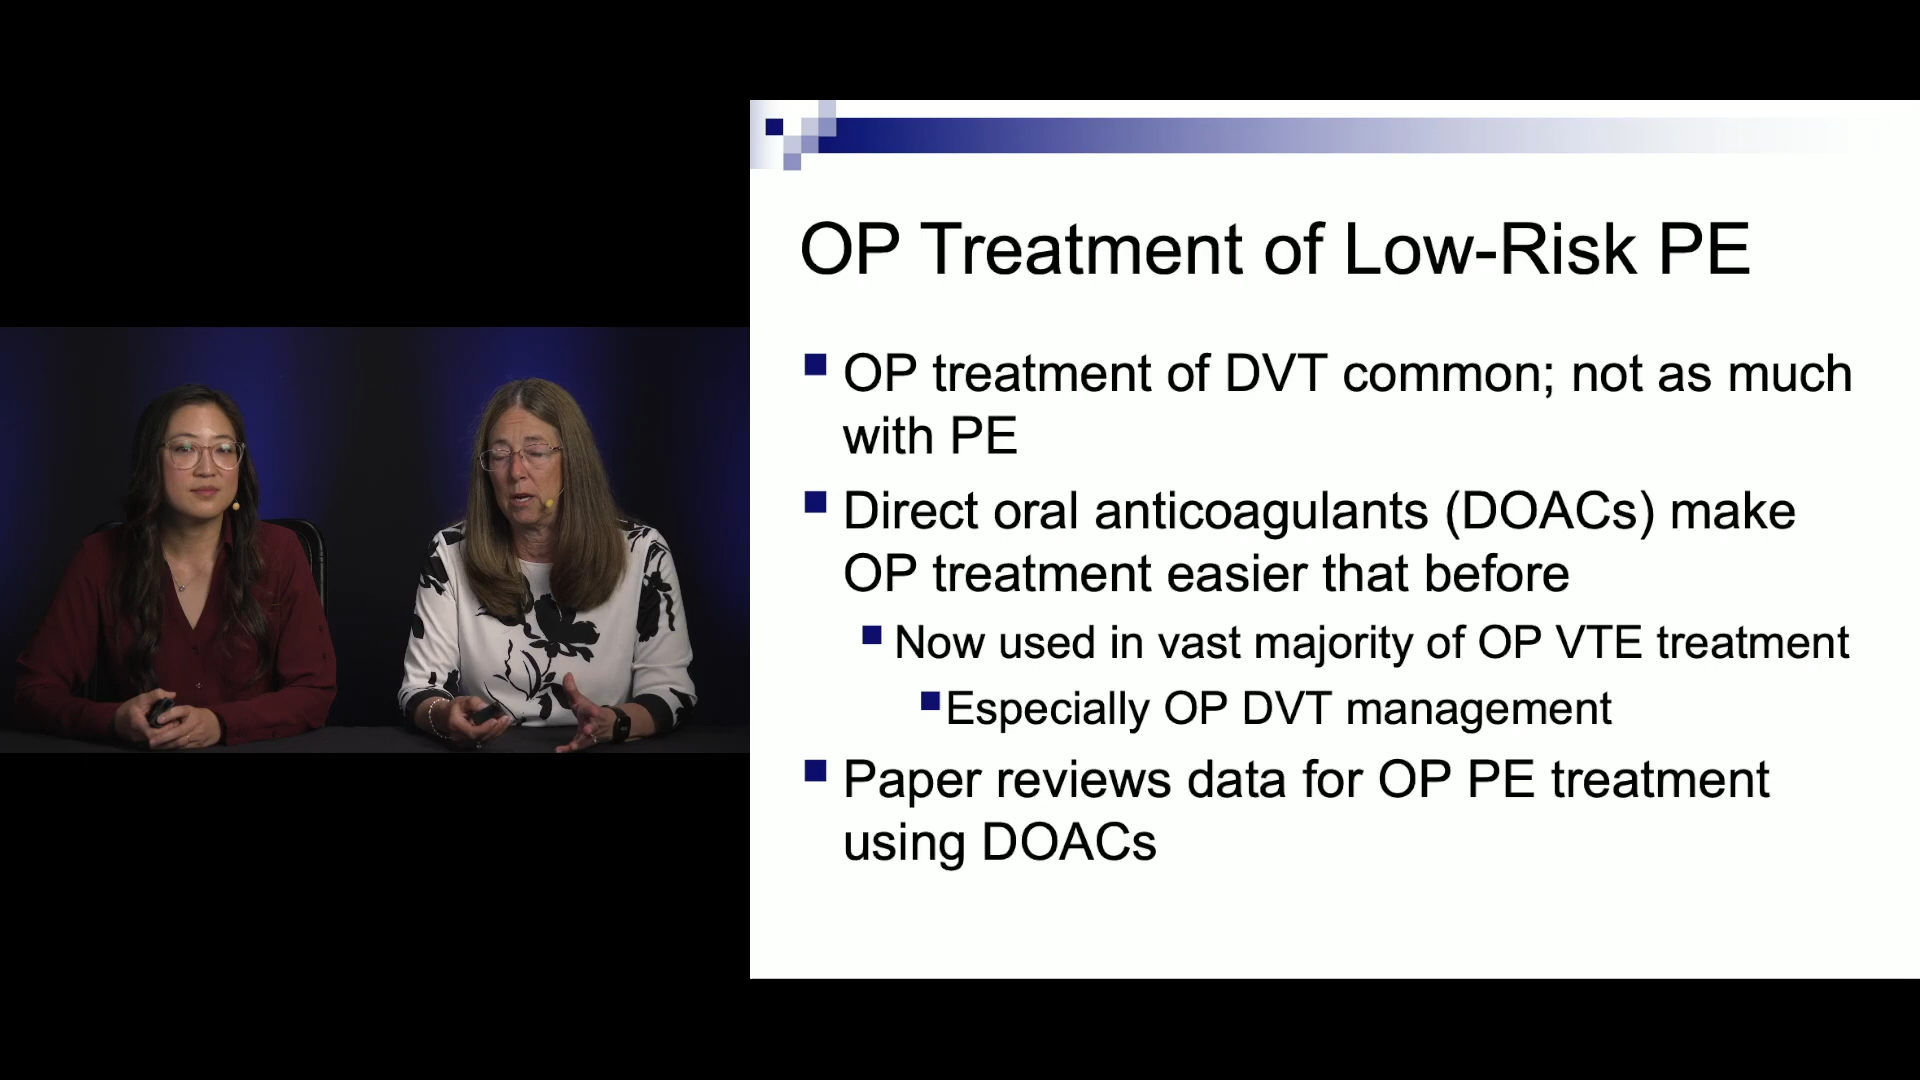 OP Treatment of Low-Risk PE
OP treatment of DVT common; not as much
with PE
Direct oral anticoagulants (DOACs) make
OP treatment easier that before
Now used in vast majority of OP VTE treatment
Especially OP DVT management
Paper reviews data for OP PE treatment
using DOACs